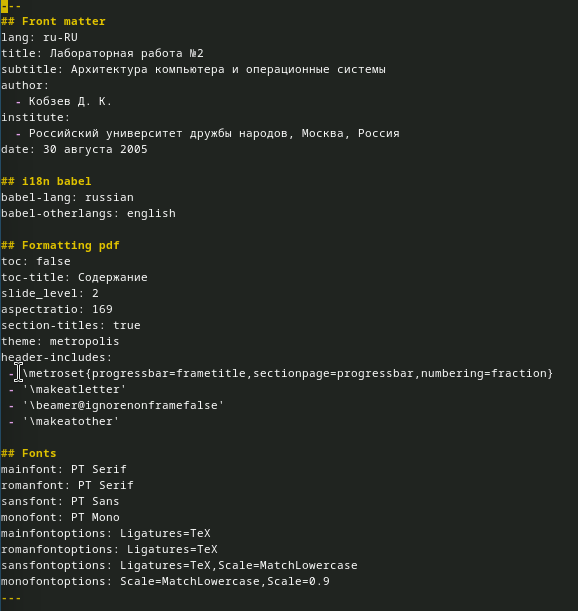 ---
## Front matter
lang: ru-RU
title: Лабораторная работа №2
subtitle: Архитектура компьютера и операционные системы
author:
  - Кобзев Д. К.
institute:
  - Российский университет дружбы народов, Москва, Россия
date: 30 августа 2005

## i18n babel
babel-lang: russian
babel-otherlangs: english

## Formatting pdf
toc: false
toc-title: Содержание
slide_level: 2
aspectratio: 169
section-titles: true
theme: metropolis
header-includes:
 - \metroset{progressbar=frametitle,sectionpage=progressbar,numbering=fraction}
 - '\makeatletter'
 - '\beamer@ignorenonframefalse'
 - '\makeatother'

## Fonts
mainfont: PT Serif
romanfont: PT Serif
sansfont: PT Sans
monofont: PT Mono
mainfontoptions: Ligatures=TeX
romanfontoptions: Ligatures=TeX
sansfontoptions: Ligatures=TeX,Scale=MatchLowercase
monofontoptions: Scale=MatchLowercase,Scale=0.9
---